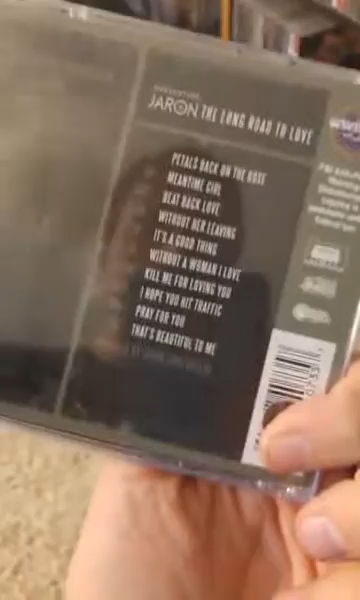 JARON THE LONG ROAD TO LOVE
PETALS BACK ON THE ROSE
MEANTIME GIRL
BEAT BACK LOVE
WITHOUT HER LEAVING
IT'S A GOOD THING
WITHOUT A WOMAN I LOVE
KILL ME FOR LOVING YOU
I HOPE YOU HIT TRAFFIC
PRAY FOR YOU
THAT'S BEAUTIFUL TO ME